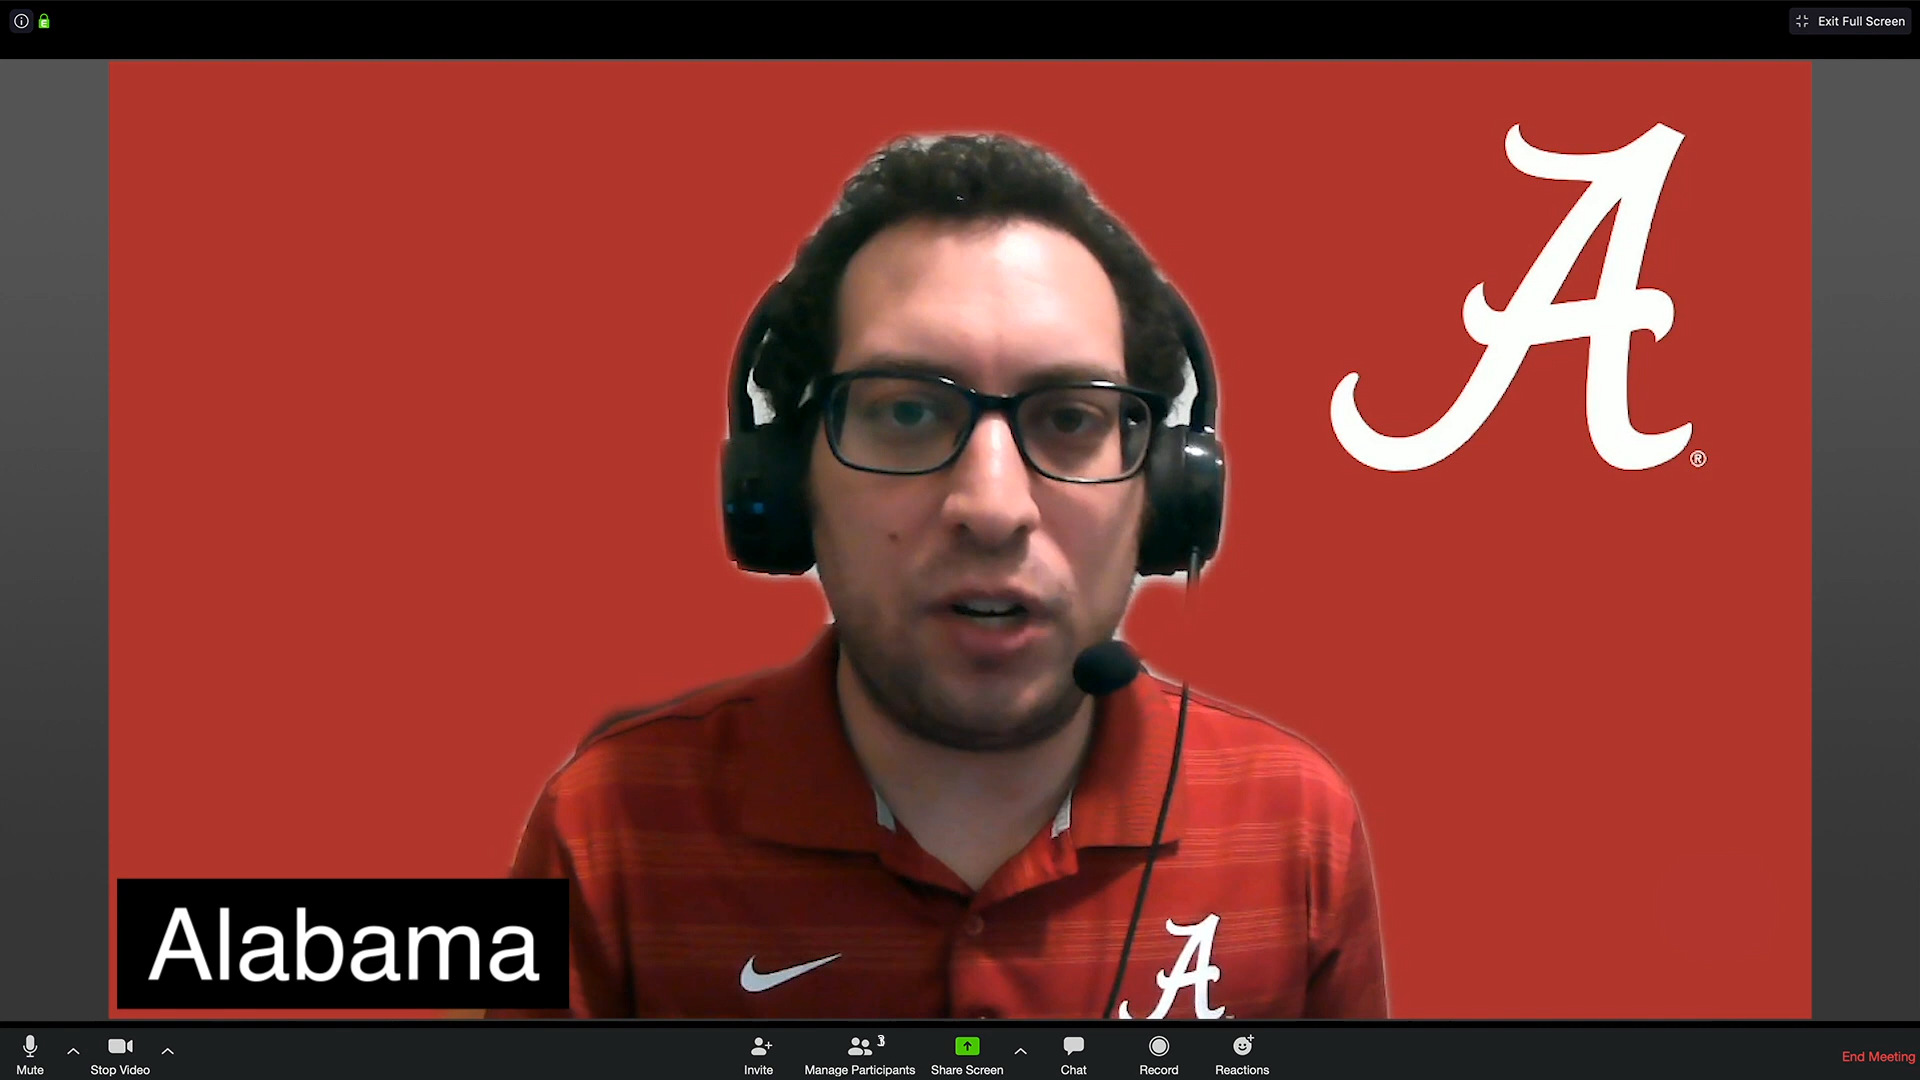 Exit Full Screen
A
®
Alabama
A
3
Mute
Stop Video
Invite
Manage Participants
Share Screen
Chat
Record
Reactions
End Meeting